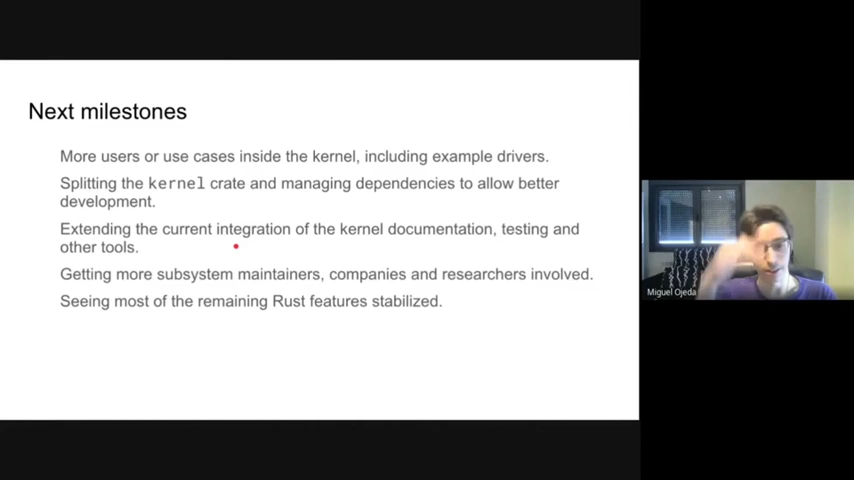 Next milestones
More users or use cases inside the kernel, including example drivers.
Splitting the kernel crate and managing dependencies to allow better
development.
Extending the current integration of the kernel documentation, testing and
other tools.
Getting more subsystem maintainers, companies and researchers involved.
Seeing most of the remaining Rust features stabilized.
Miguel Ojeda